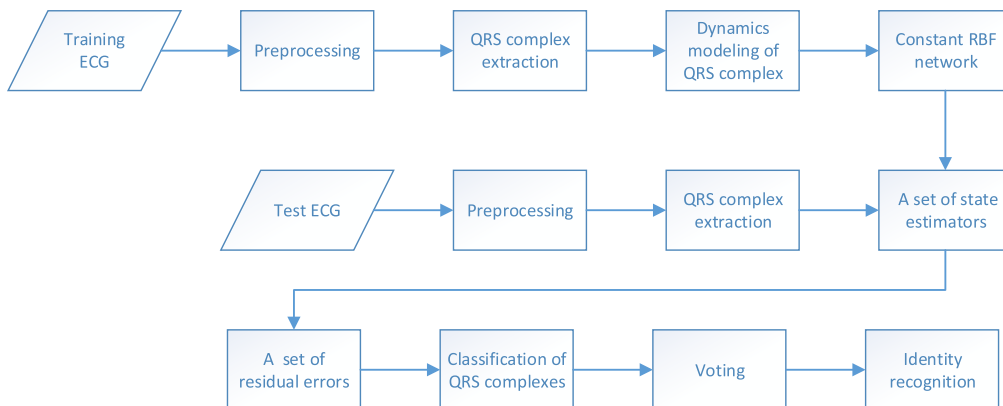 Training
ECG
Preprocessing
QRS complex
extraction
Dynamics
modeling of
QRS complex
Constant RBF
network
Test ECG
Preprocessing
QRS complex
extraction
A set of state
estimators
A set of
residual errors
Classification of
QRS complexes
Voting
Identity
recognition